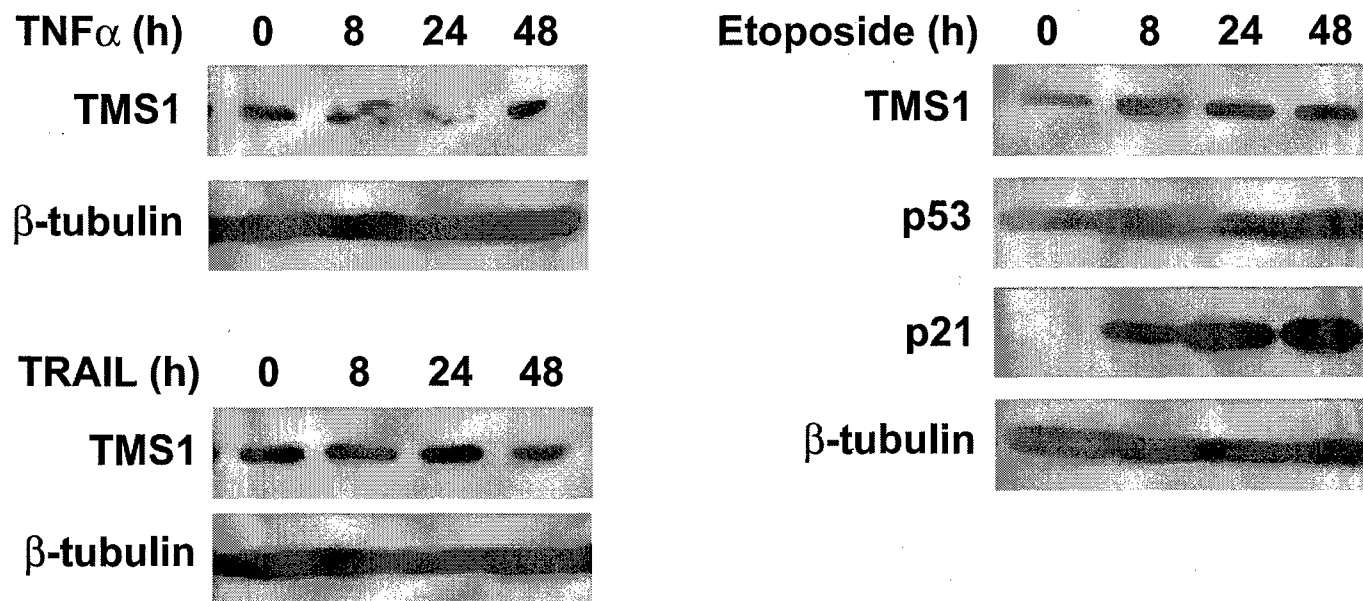 TNFα (h) 0 8 24 48
TMS1
β-tubulin
TRAIL (h) 0 8 24 48
TMS1
β-tubulin
Etoposide (h) 0 8 24 48
TMS1
p53
p21
β-tubulin